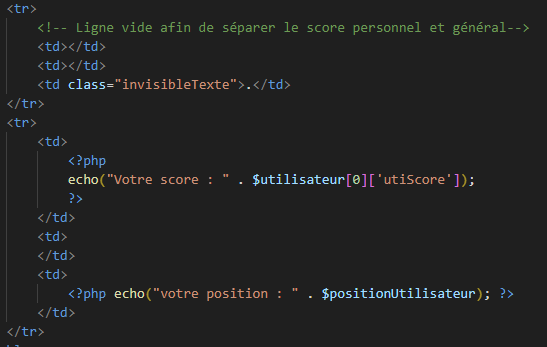 <tr>
<!-- Ligne vide afin de séparer le score personnel et général-->
<td></td>
<td></td>
<td class="invisibleTexte">.</td>
</tr>
<tr>
<td>
<?php
echo("Votre score : " . $utilisateur[0]['utiScore']);
?>
</td>
<td>
</td>
<td>
<?php echo("votre position : " . $positionUtilisateur); ?>
</td>
</tr>